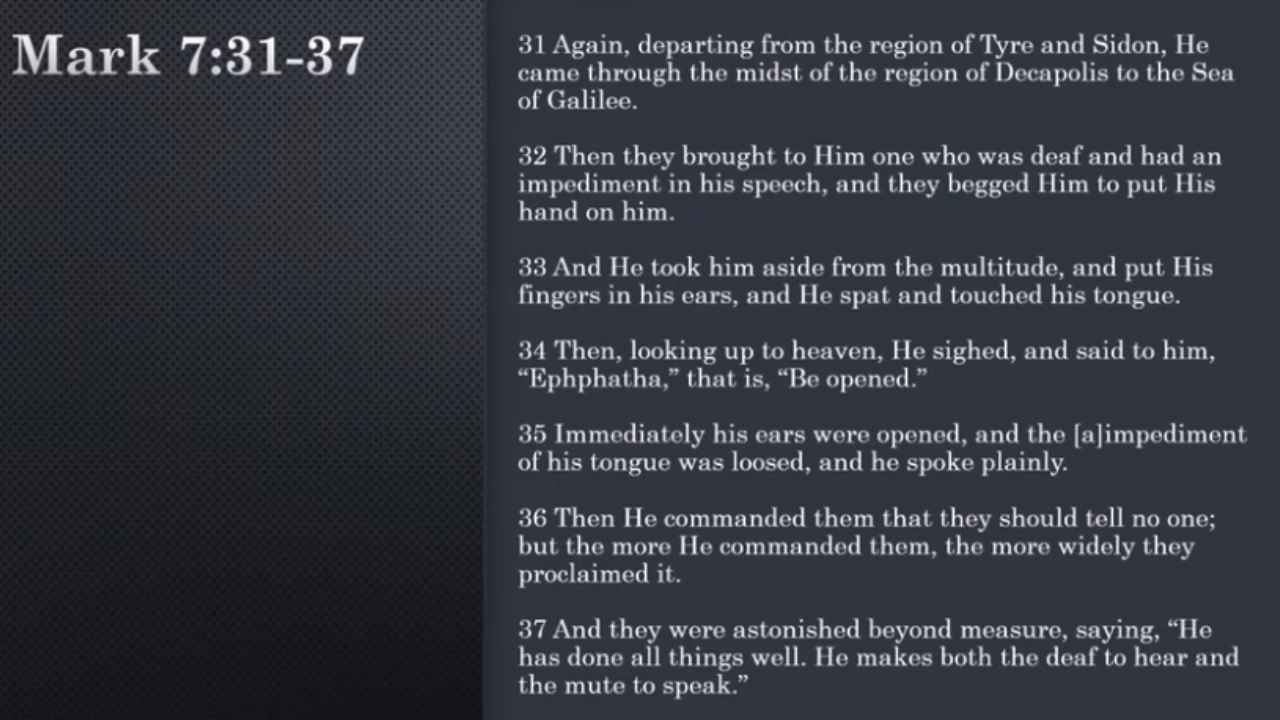 Mark 7:31-37
31 Again, departing from the region of Tyre and Sidon, He
came through the midst of the region of Decapolis to the Sea
of Galilee.
32 Then they brought to Him one who was deaf and had an
impediment in his speech, and they begged Him to put His
hand on him.
33 And He took him aside from the multitude, and put His
fingers in his ears, and He spat and touched his tongue.
34 Then, looking up to heaven, He sighed, and said to him,
“Ephphatha,” that is, “Be opened.”
35 Immediately his ears were opened, and the [a]impediment
of his tongue was loosed, and he spoke plainly.
36 Then He commanded them that they should tell no one;
but the more He commanded them, the more widely they
proclaimed it.
37 And they were astonished beyond measure, saying, “He
has done all things well. He makes both the deaf to hear and
the mute to speak.”